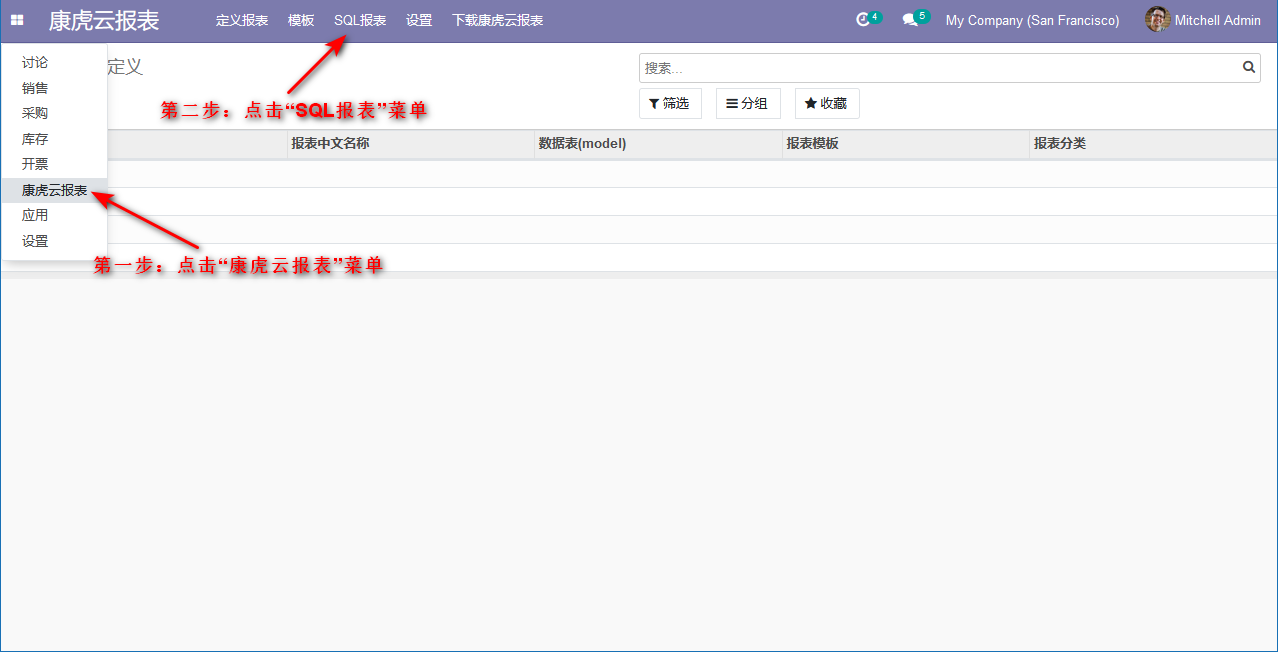 康虎云报表 定义报表 模板 SQL报表 设置 下载康虎云报表 4 5 My Company (San Francisco) Mitchell Admin
讨论
销售
采购
库存
开票
康虎云报表
应用
设置
定义
搜索...
筛选 分组 收藏
第二步：点击“SQL报表”菜单
报表中文名称 数据表(model) 报表模板 报表分类
第一步：点击“康虎云报表”菜单